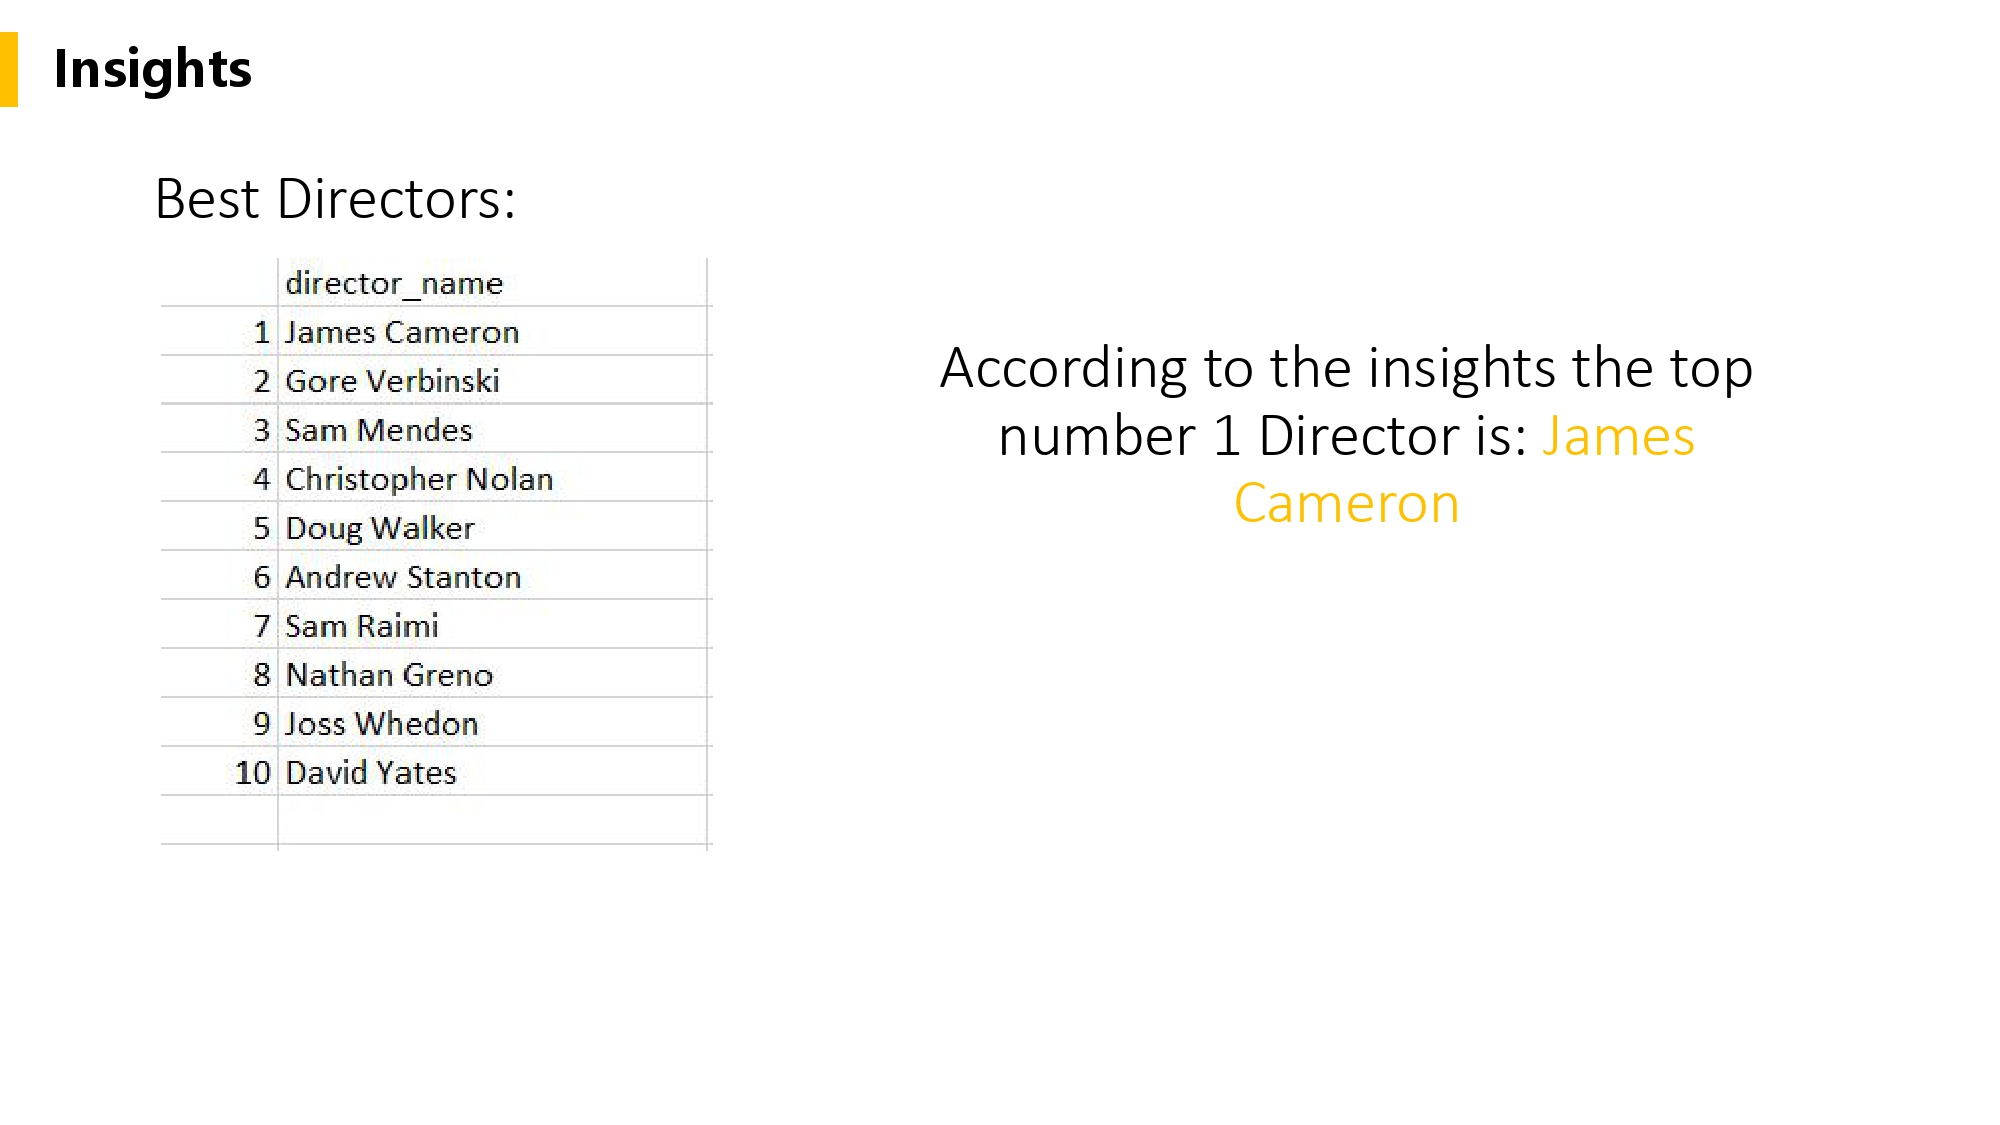 Insights
Best Directors:
director_name
1 James Cameron
2 Gore Verbinski
3 Sam Mendes
4 Christopher Nolan
5 Doug Walker
6 Andrew Stanton
7 Sam Raimi
8 Nathan Greno
9 Joss Whedon
10 David Yates
According to the insights the top
number 1 Director is: James
Cameron